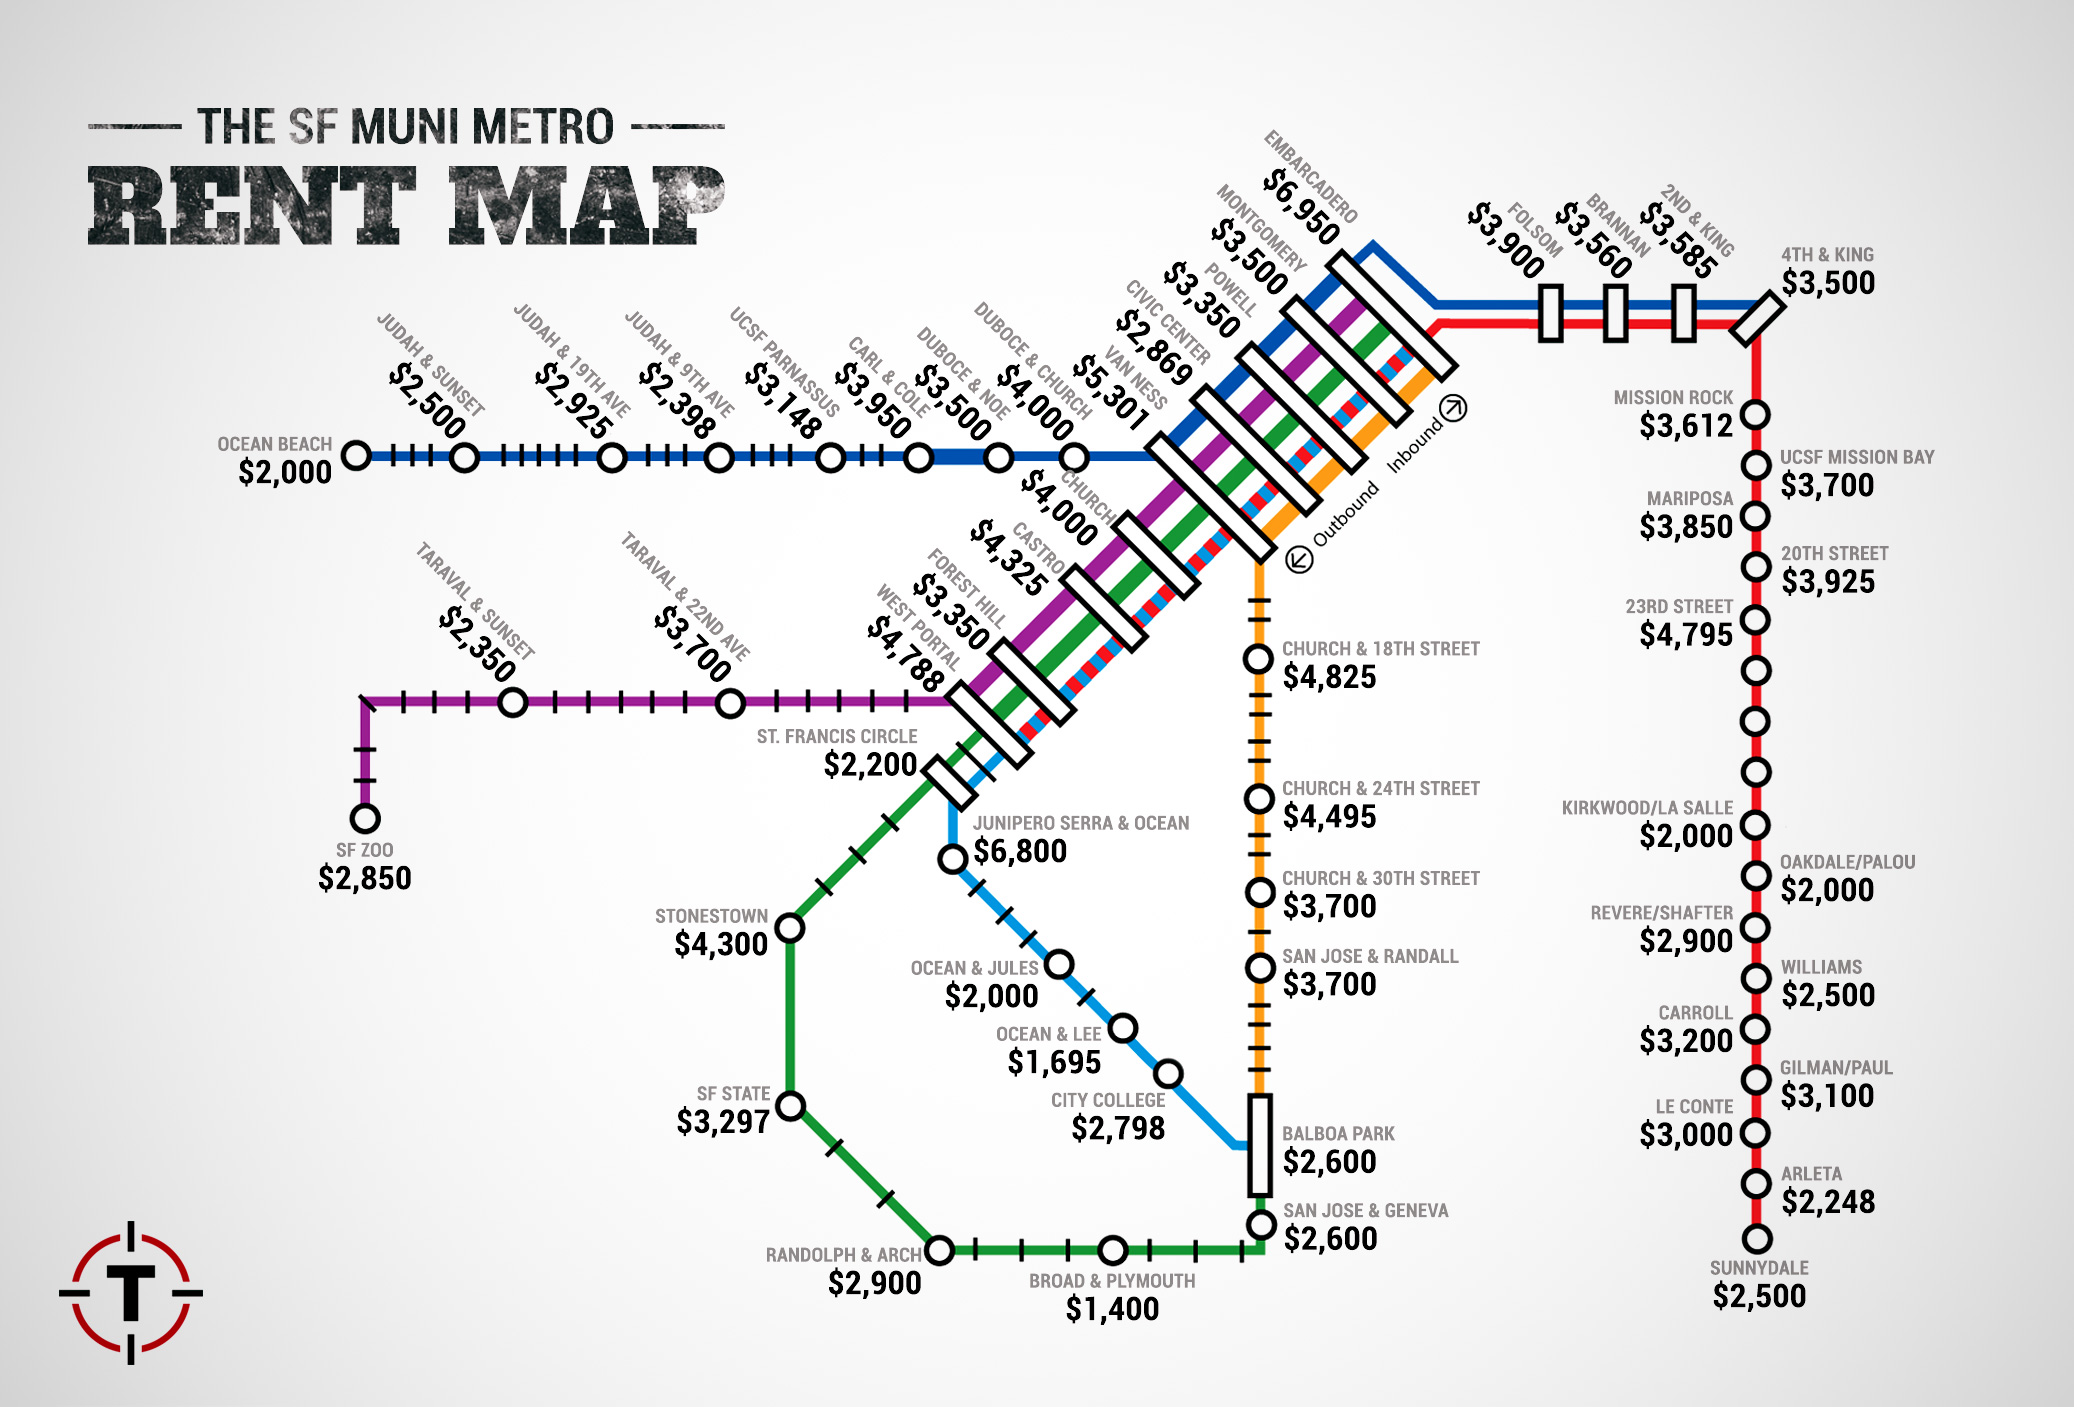 THE SF MUNI METRO
RENT MAP
EMBARCADERO
$6,950
MONTGOMERY
$3,500
POWELL
$3,350
CIVIC CENTER
$2,869
VAN NESS
$5,301
FOLSOM
$3,900
BRANNAN
$3,560
2ND & KING
$3,585
4TH & KING
$3,500
OCEAN BEACH
$2,000
JUDAH & SUNSET
$2,500
JUDAH & 19TH AVE
$2,925
JUDAH & 9TH AVE
$2,398
UCSF PARNASSUS
$3,148
CARL & COLE
$3,950
DUBOCE & NOE
$3,500
DUBOCE & CHURCH
$4,000
CHURCH
$4,000
CASTRO
$4,325
FOREST HILL
$3,350
WEST PORTAL
$4,788
Inbound
Outbound
TARAVAL & SUNSET
$2,350
TARAVAL & 22ND AVE
$3,700
SF ZOO
$2,850
ST. FRANCIS CIRCLE
$2,200
JUNIPERO SERRA & OCEAN
$6,800
STONESTOWN
$4,300
OCEAN & JULES
$2,000
OCEAN & LEE
$1,695
CITY COLLEGE
$2,798
SF STATE
$3,297
RANDOLPH & ARCH
$2,900
BROAD & PLYMOUTH
$1,400
CHURCH & 18TH STREET
$4,825
CHURCH & 24TH STREET
$4,495
CHURCH & 30TH STREET
$3,700
SAN JOSE & RANDALL
$3,700
BALBOA PARK
$2,600
SAN JOSE & GENEVA
$2,600
MISSION ROCK
$3,612
UCSF MISSION BAY
$3,700
MARIPOSA
$3,850
20TH STREET
$3,925
23RD STREET
$4,795
KIRKWOOD/LA SALLE
$2,000
OAKDALE/PALOU
$2,000
REVERE/SHAFTER
$2,900
WILLIAMS
$2,500
CARROLL
$3,200
GILMAN/PAUL
$3,100
LE CONTE
$3,000
ARLETA
$2,248
SUNNYDALE
$2,500
T